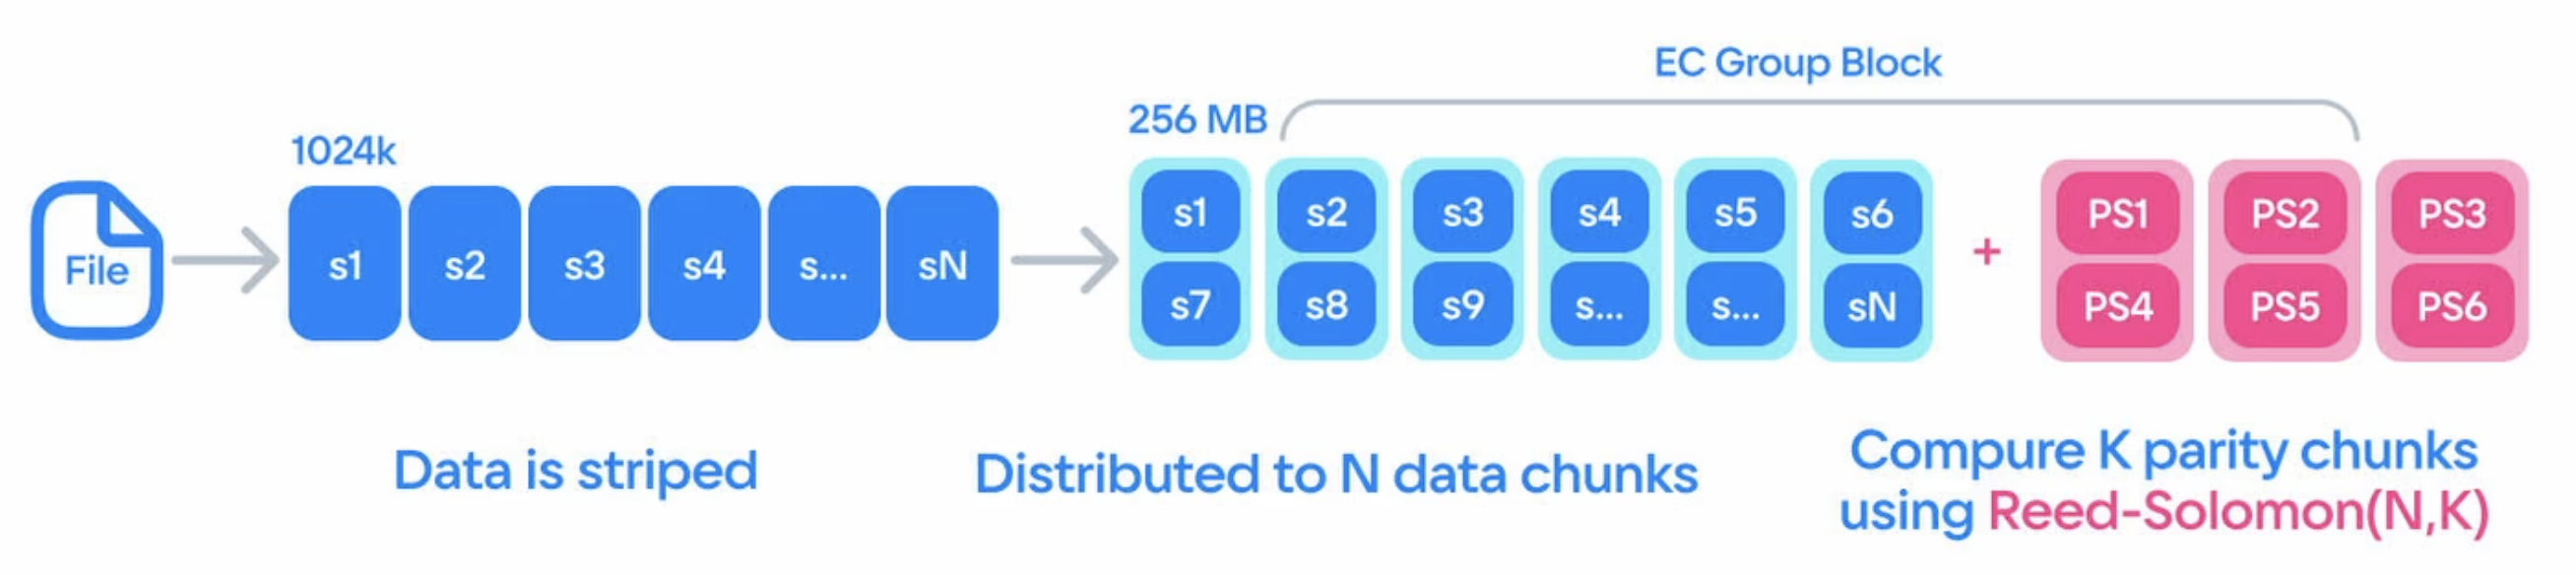 EC Group Block
256 MB
1024k
File
s1 s2 s3 s4 s... sN
s1 s2 s3 s4 s5 s6
s7 s8 s9 s... s... sN
+
PS1 PS2 PS3
PS4 PS5 PS6
Data is striped
Distributed to N data chunks
Compure K parity chunks
using Reed-Solomon(N,K)